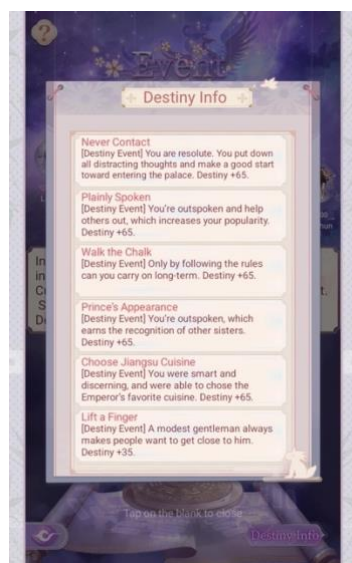 ?
Event
Destiny Info
Never Contact
[Destiny Event] You are resolute. You put down
all distracting thoughts and make a good start
toward entering the palace. Destiny +65.
Plainly Spoken
[Destiny Event] You're outspoken and help
others out, which increases your popularity.
Destiny +65.
Walk the Chalk
[Destiny Event] Only by following the rules
can you carry on long-term. Destiny +65.
Prince's Appearance
[Destiny Event] You're outspoken, which
earns the recognition of other sisters.
Destiny +65.
Choose Jiangsu Cuisine
[Destiny Event] You were smart and
discerning, and were able to chose the
Emperor's favorite cuisine. Destiny +65.
Lift a Finger
[Destiny Event] A modest gentleman always
makes people want to get close to him.
Destiny +35.
Tap on the blank to close
Destiny Info